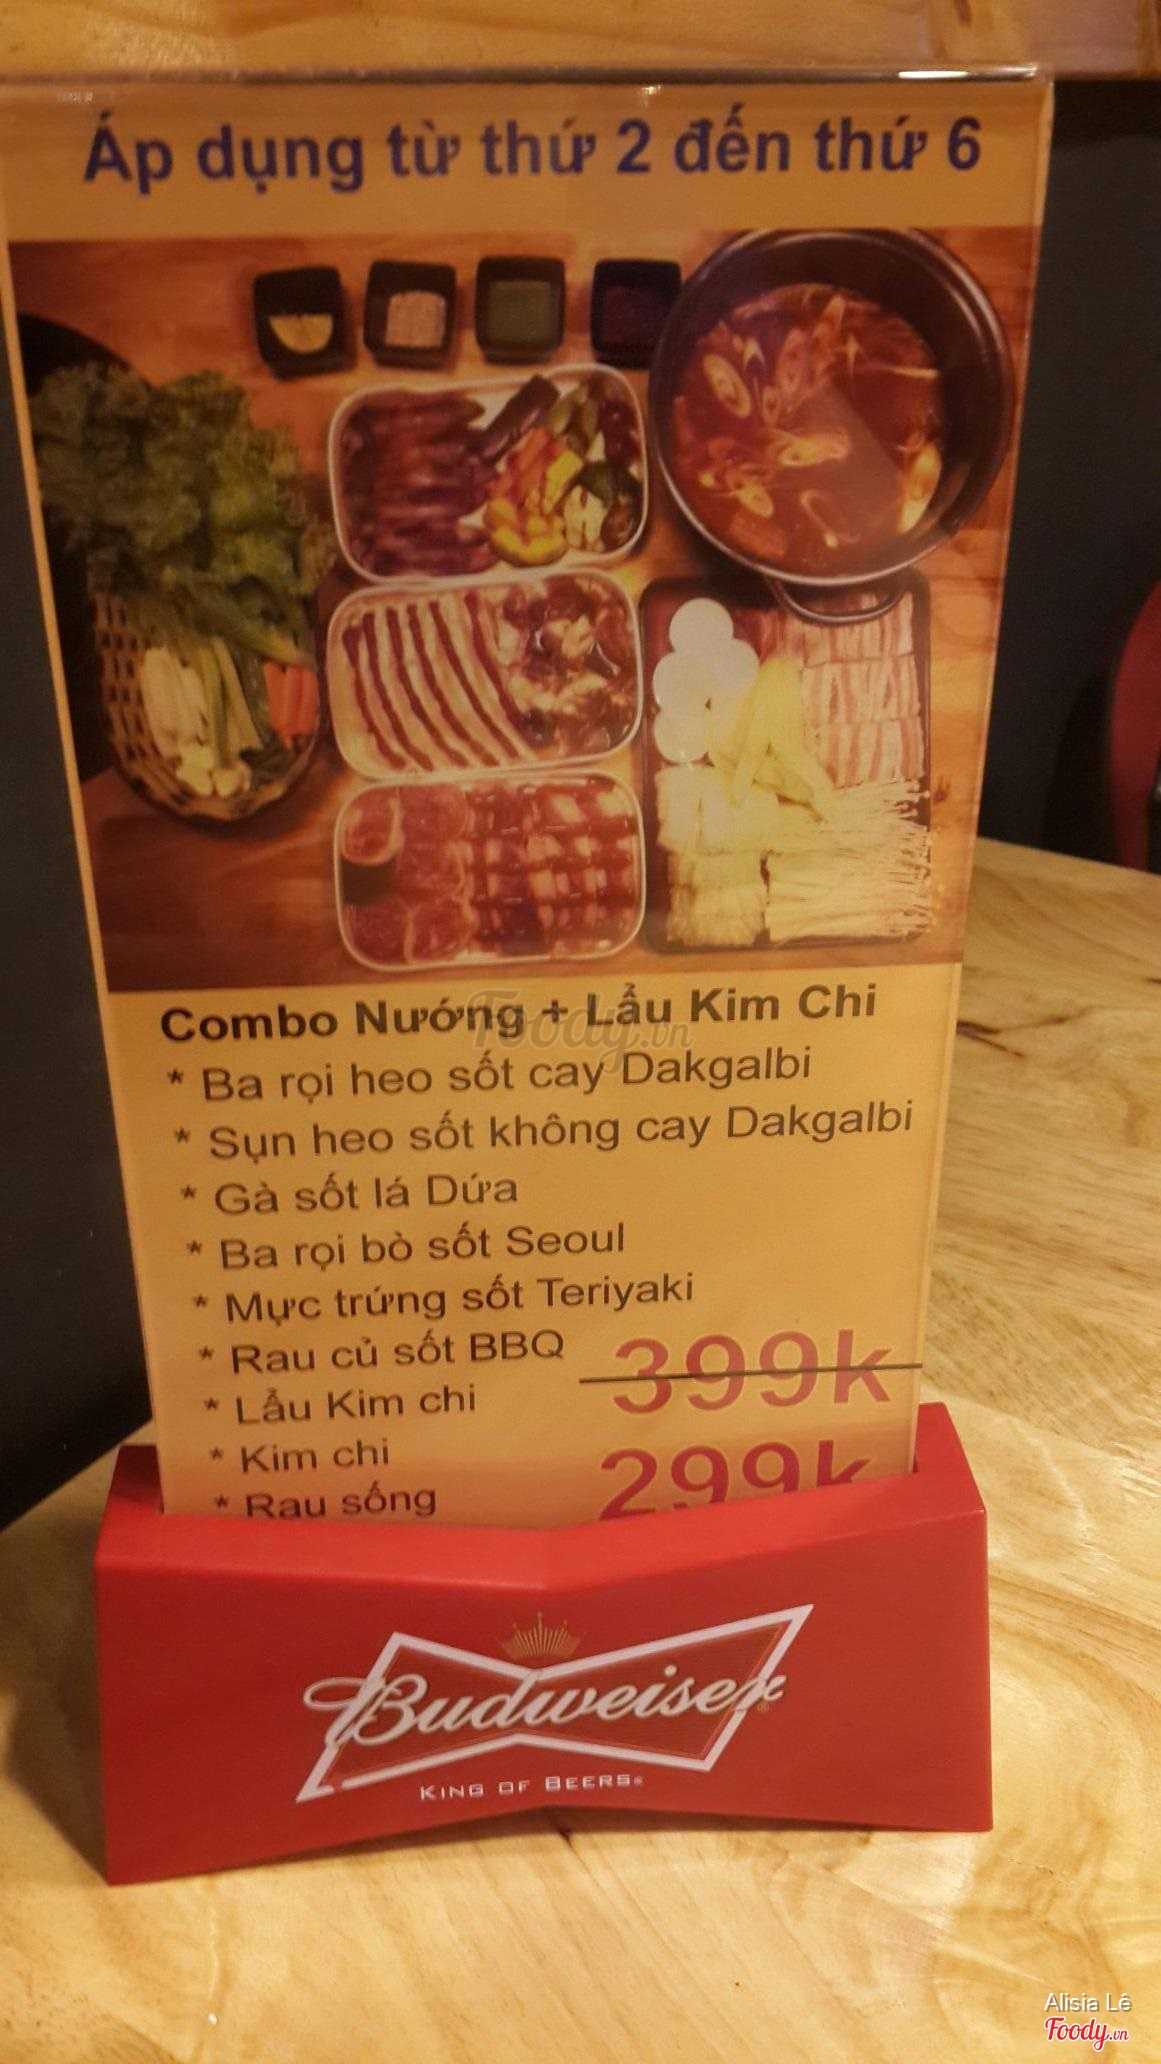 Áp dụng từ thứ 2 đến thứ 6
Combo Nướng + Lẩu Kim Chi
* Ba rọi heo sốt cay Dakgalbi
* Sụn heo sốt không cay Dakgalbi
* Gà sốt lá Dứa
* Ba rọi bò sốt Seoul
* Mực trứng sốt Teriyaki
* Rau củ sốt BBQ
399k
* Lẩu Kim chi
* Kim chi
299k
* Rau sống
Budweiser
KING OF BEERS
Foody.vn
Alisia Lê
Foody.vn